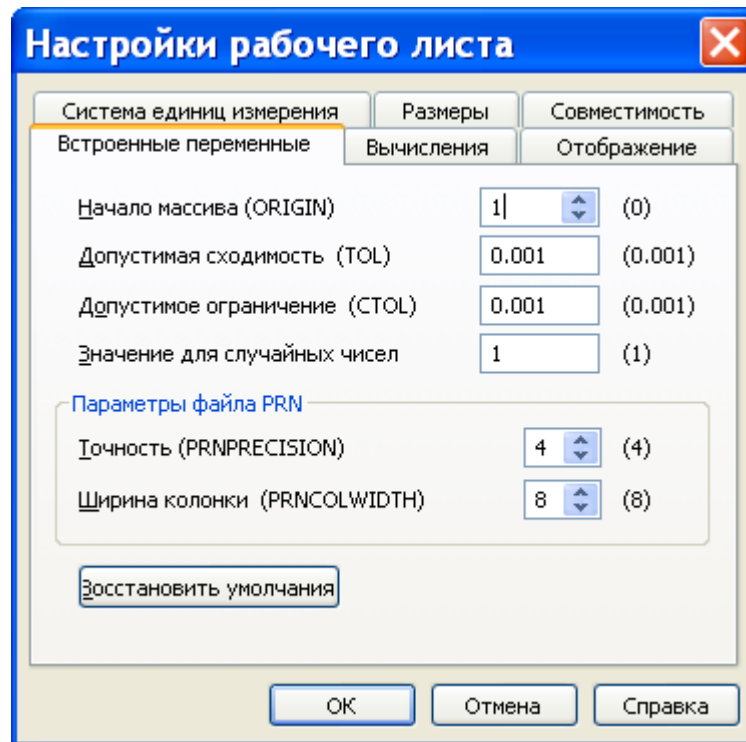 Настройки рабочего листа
Система единиц измерения Размеры Совместимость
Встроенные переменные Вычисления Отображение
Начало массива (ORIGIN) 1 (0)
Допустимая сходимость (TOL) 0.001 (0.001)
Допустимое ограничение (CTOL) 0.001 (0.001)
Значение для случайных чисел 1 (1)
Параметры файла PRN
Точность (PRNPRECISION) 4 (4)
Ширина колонки (PRNCOLWIDTH) 8 (8)
Восстановить умолчания
ОК Отмена Справка